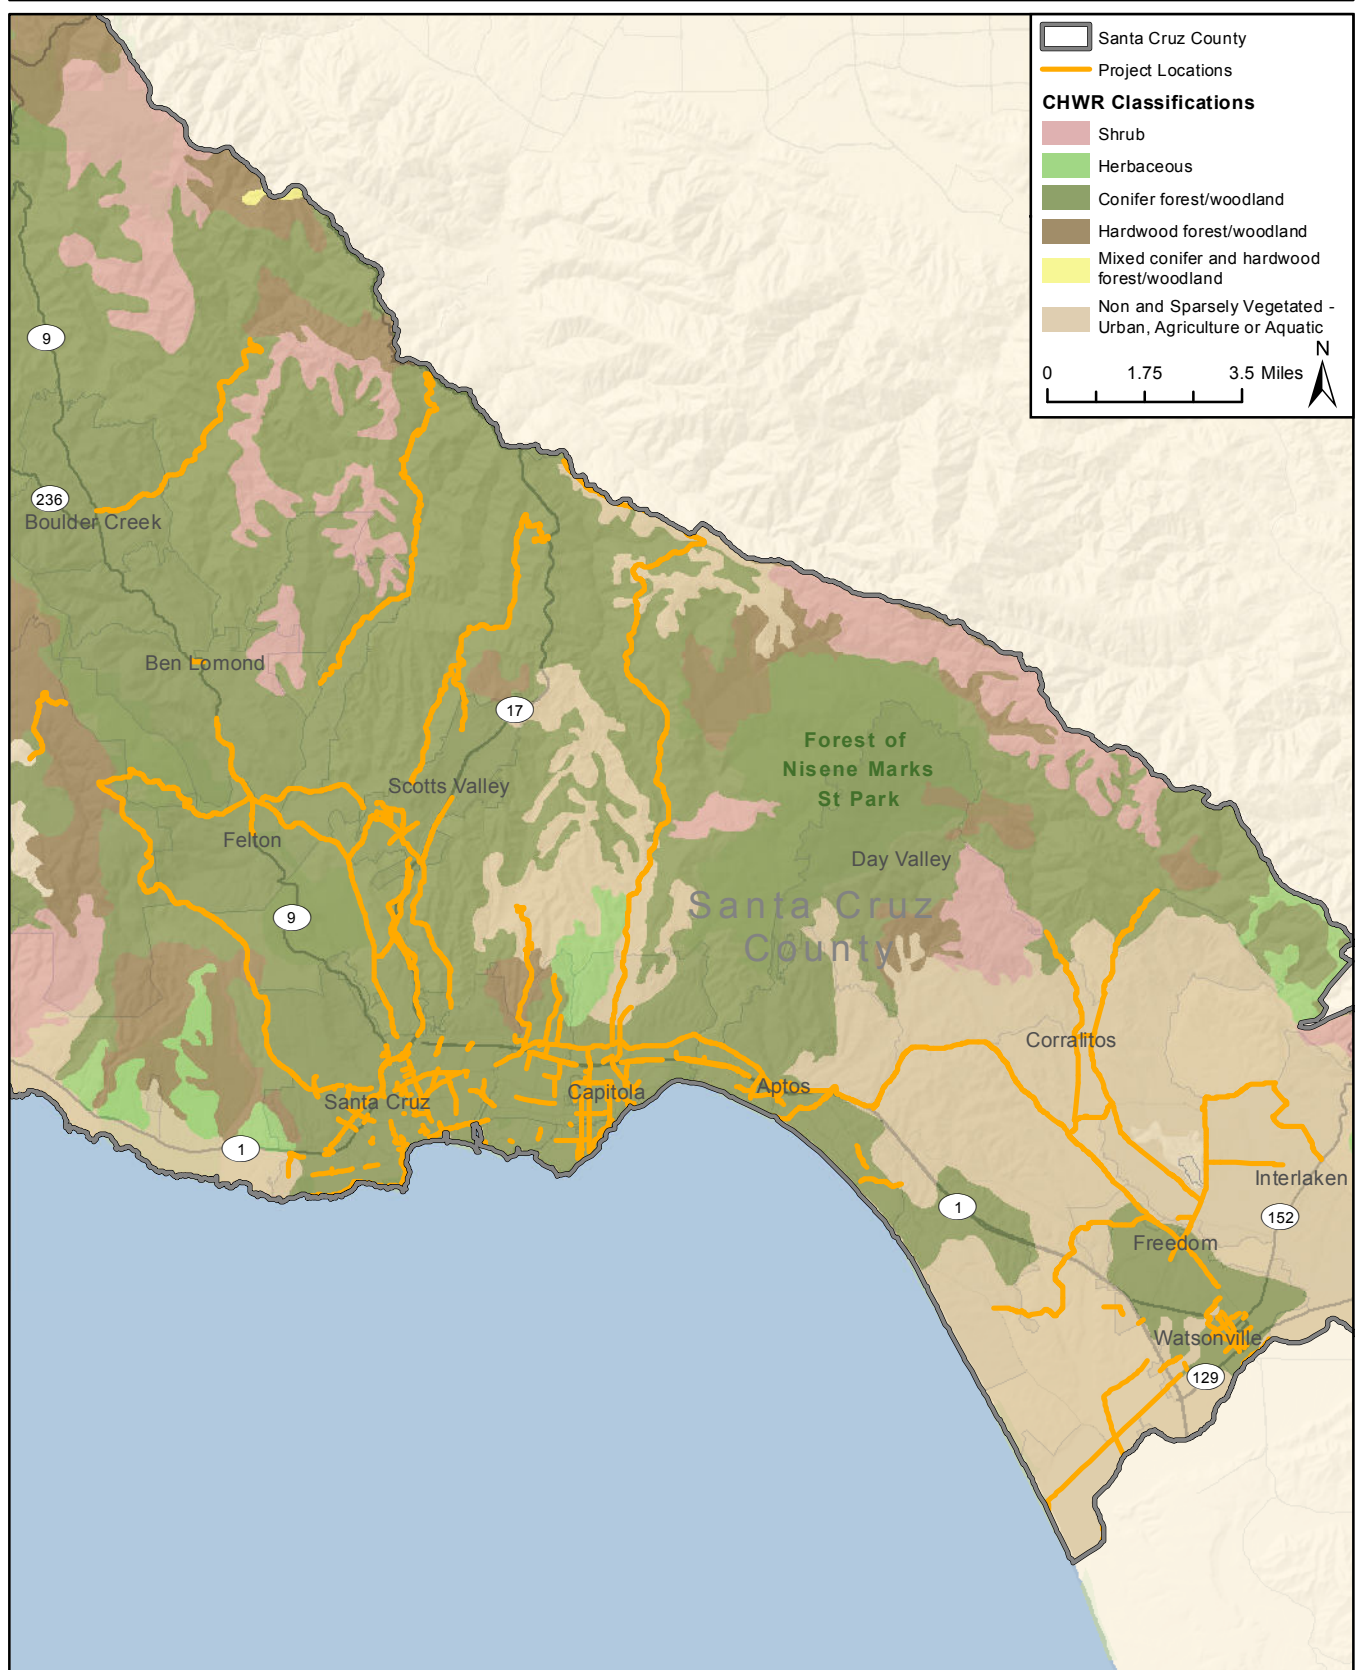 Santa Cruz County
Project Locations
CHWR Classifications
Shrub
Herbaceous
Conifer forest/woodland
Hardwood forest/woodland
Mixed conifer and hardwood
forest/woodland
Non and Sparsely Vegetated -
Urban, Agriculture or Aquatic
N
0 1.75 3.5 Miles
9
236
Boulder Creek
Ben Lomond
17
Forest of
Nisene Marks
St Park
Scotts Valley
Felton
Day Valley
9
Santa Cruz
County
Corralitos
Aptos
Capitola
Santa Cruz
1
Interlaken
1
152
Freedom
Watsonville
129